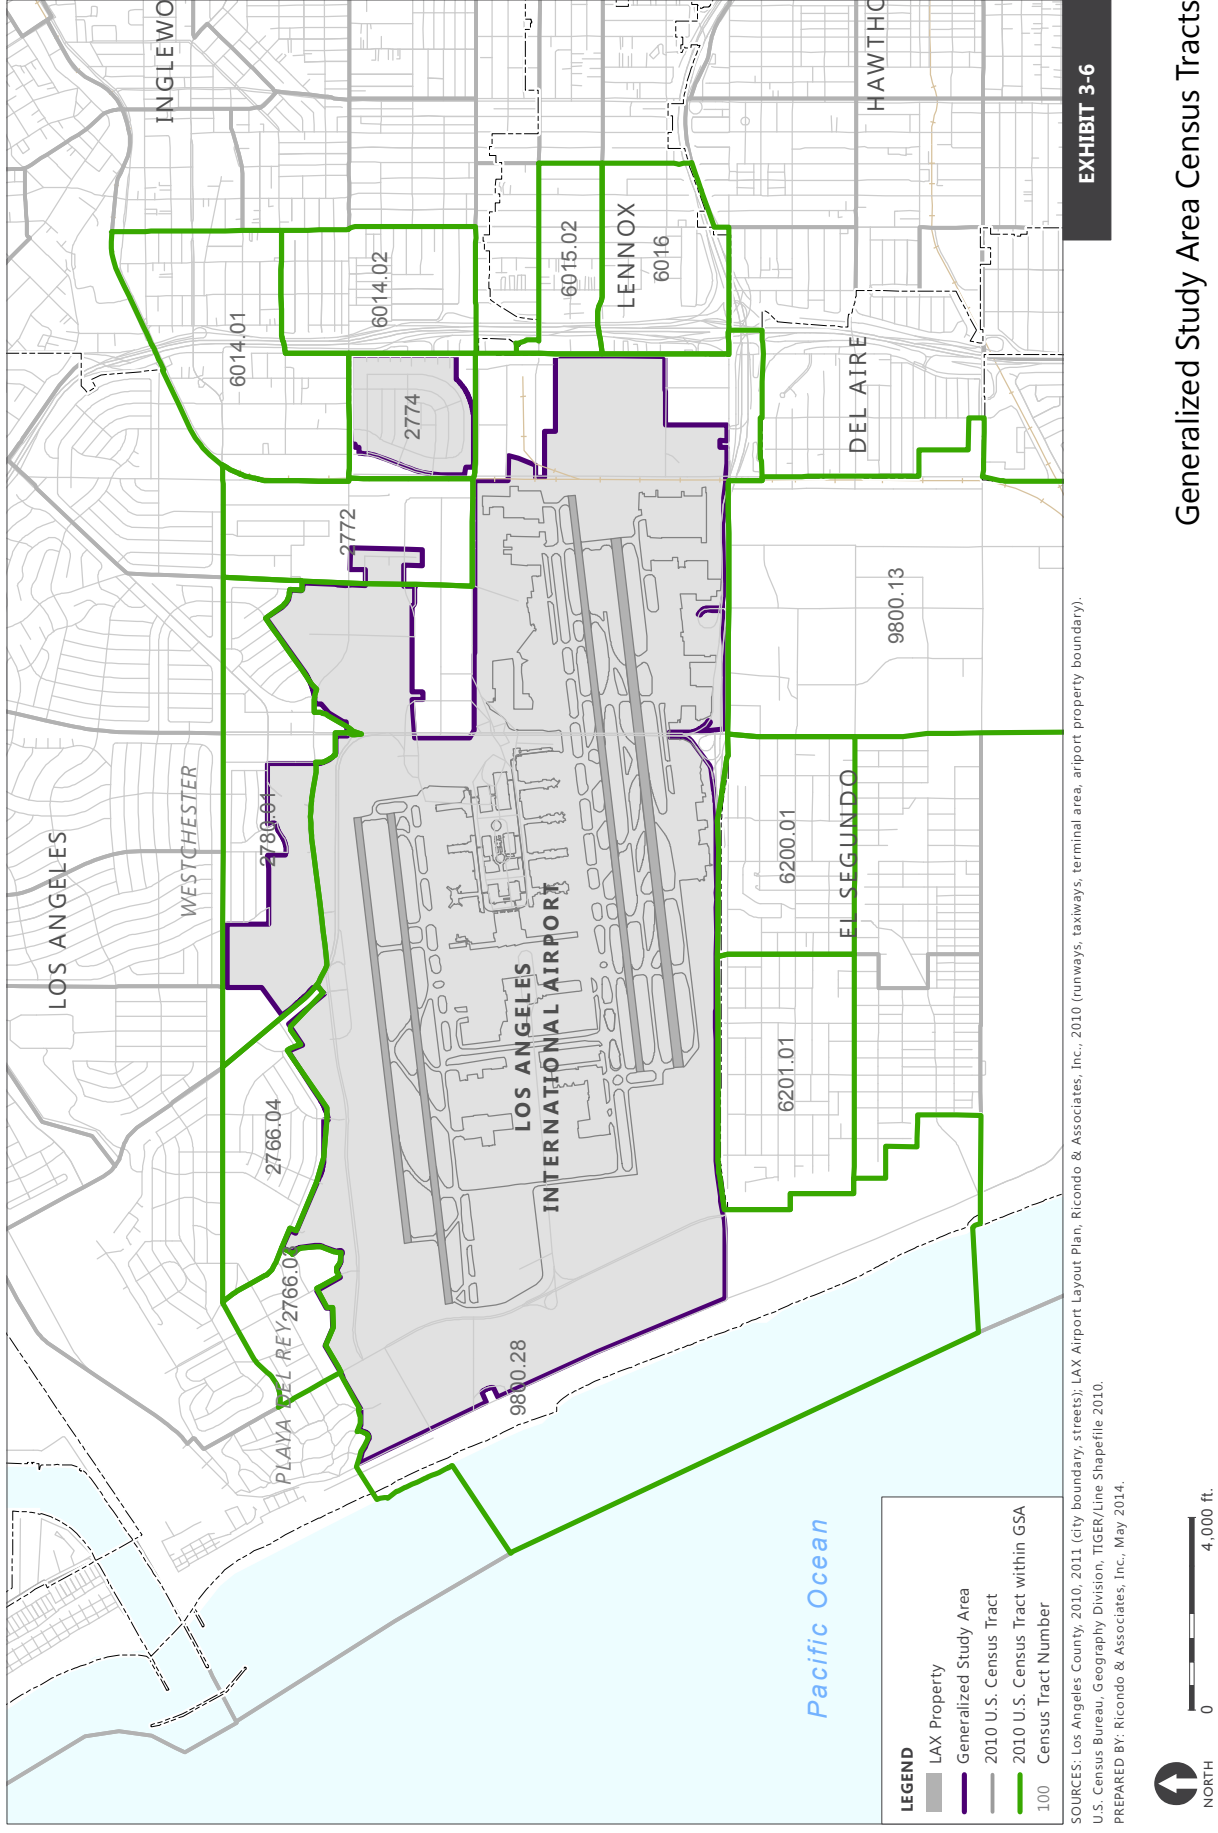 INGLEWO
HAWTHO
LOS ANGELES
WESTCHESTER
PLAYA DEL REY
LENNOX
DEL AIRE
EL SEGUNDO
6014.01
6014.02
6015.02
6016
2774
2772
2780.01
2766.04
2766.0
9800.28
9800.13
6200.01
6201.01
LOS ANGELES
INTERNATIONAL AIRPORT
Pacific Ocean
LEGEND
LAX Property
Generalized Study Area
2010 U.S. Census Tract
2010 U.S. Census Tract within GSA
100 Census Tract Number
SOURCES: Los Angeles County, 2010, 2011 (city boundary, streets); LAX Airport Layout Plan, Ricondo & Associates, Inc., 2010 (runways, taxiways, terminal area, ariport property boundary).
U.S. Census Bureau, Geography Division, TIGER/Line Shapefile 2010.
PREPARED BY: Ricondo & Associates, Inc., May 2014.
EXHIBIT 3-6
Generalized Study Area Census Tracts
NORTH
0 4,000 ft.